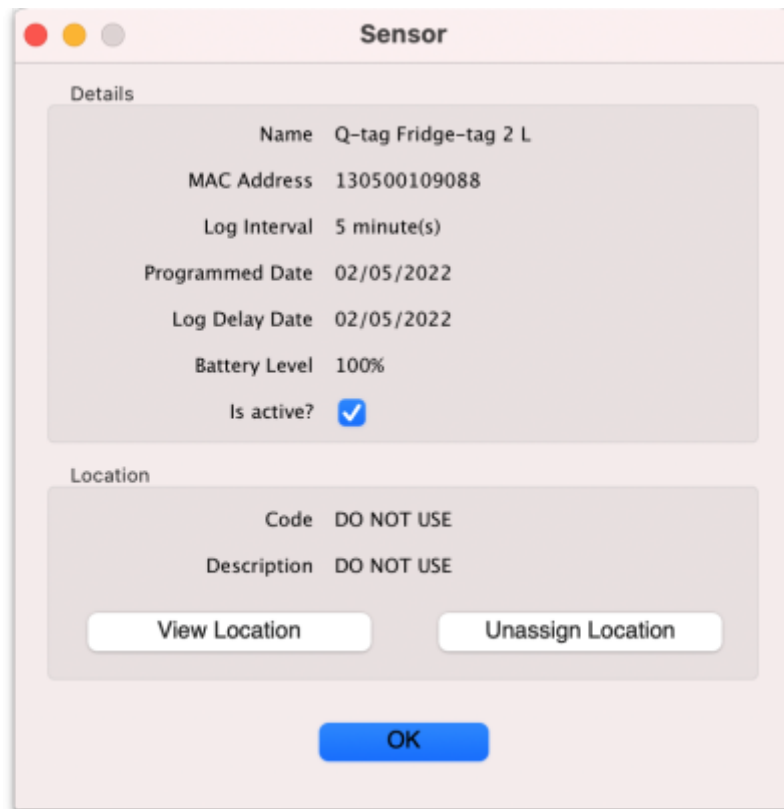 Sensor
Details
Name Q-tag Fridge-tag 2 L
MAC Address 130500109088
Log Interval 5 minute(s)
Programmed Date 02/05/2022
Log Delay Date 02/05/2022
Battery Level 100%
Is active?
Location
Code DO NOT USE
Description DO NOT USE
View Location Unassign Location
OK